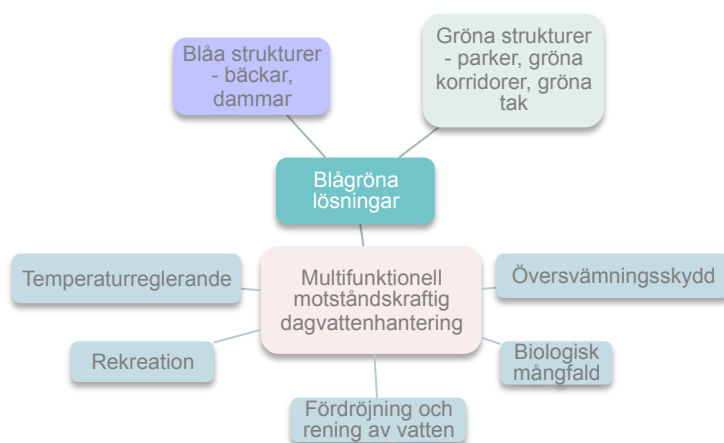 Blåa strukturer
- bäckar,
dammar
Gröna strukturer
- parker, gröna
korridorer, gröna
tak
Blågröna
lösningar
Temperaturreglerande
Multifunktionell
motståndskraftig
dagvattenhantering
Översvämningsskydd
Rekreation
Biologisk
mångfald
Fördröjning och
rening av vatten